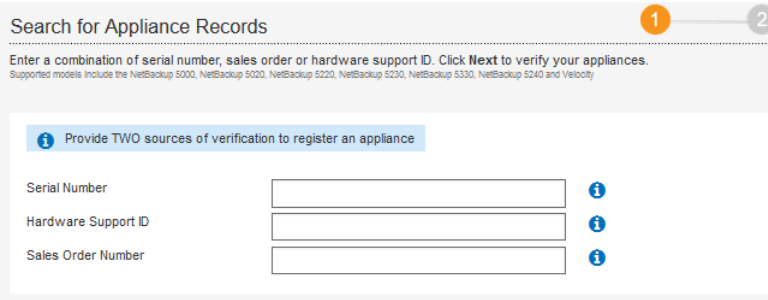 Search for Appliance Records
1
2
Enter a combination of serial number, sales order or hardware support ID. Click Next to verify your appliances.
Supported models include the NetBackup 5000, NetBackup 5020, NetBackup 5220, NetBackup 5230, NetBackup 5330, NetBackup 5240 and Velocity
i Provide TWO sources of verification to register an appliance
Serial Number i
Hardware Support ID i
Sales Order Number i